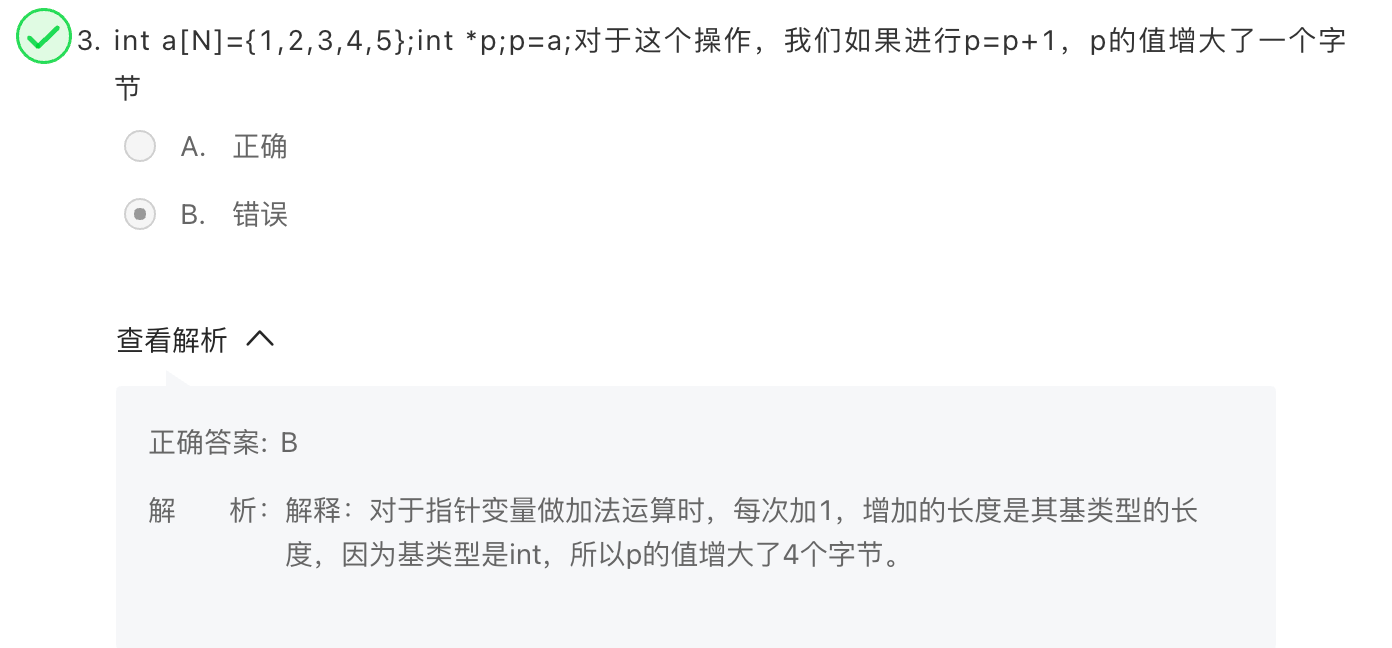 3. int a[N]={1,2,3,4,5};int *p;p=a;对于这个操作，我们如果进行p=p+1，p的值增大了一个字
节
A. 正确
B. 错误
查看解析
正确答案: B
解 析: 解释：对于指针变量做加法运算时，每次加1，增加的长度是其基类型的长
度，因为基类型是int，所以p的值增大了4个字节。